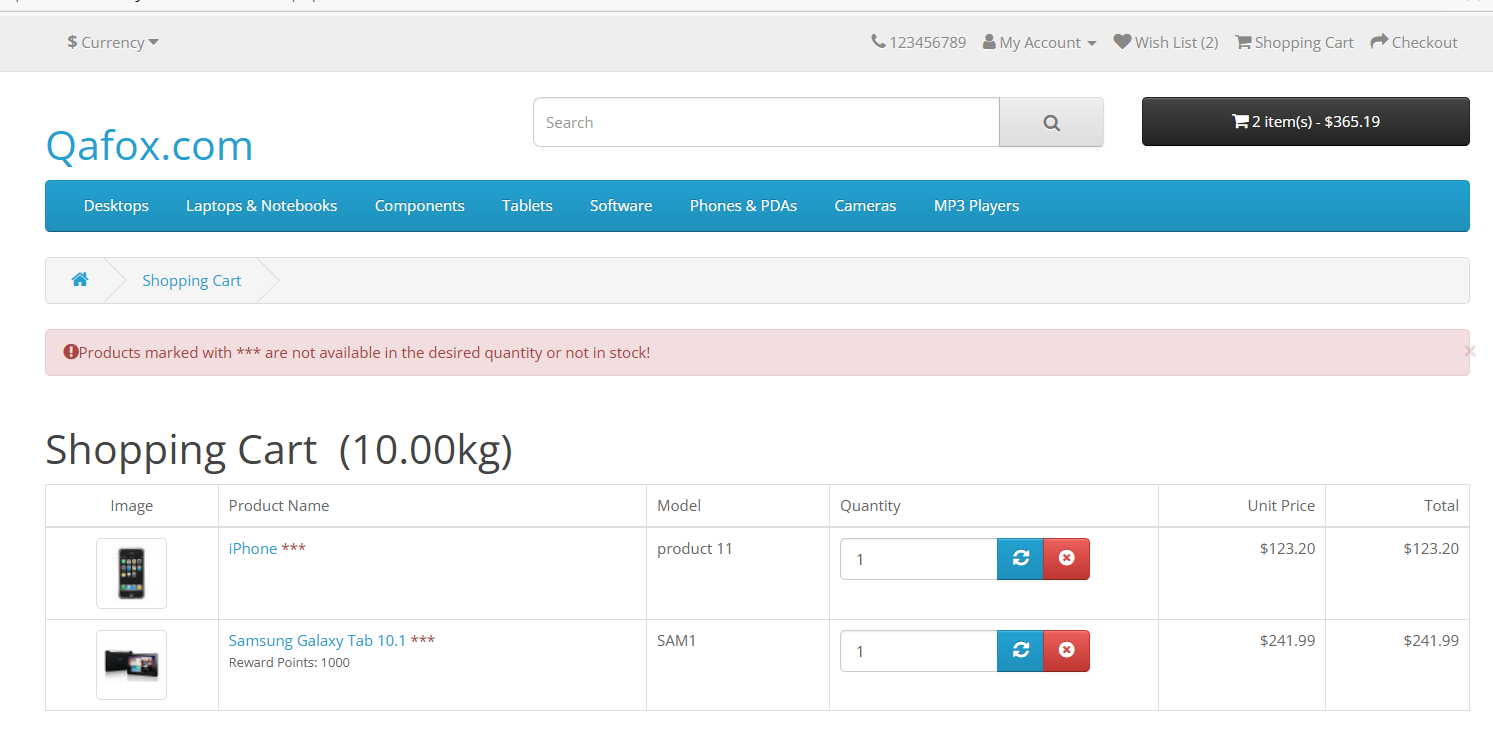 $ Currency
123456789 My Account Wish List (2) Shopping Cart Checkout
Qafox.com
Search
2 item(s) - $365.19
Desktops Laptops & Notebooks Components Tablets Software Phones & PDAs Cameras MP3 Players
Shopping Cart
Products marked with *** are not available in the desired quantity or not in stock!
×
Shopping Cart (10.00kg)
Image Product Name Model Quantity Unit Price Total
iPhone *** product 11 1 $123.20 $123.20
Samsung Galaxy Tab 10.1 *** SAM1 1 $241.99 $241.99
Reward Points: 1000